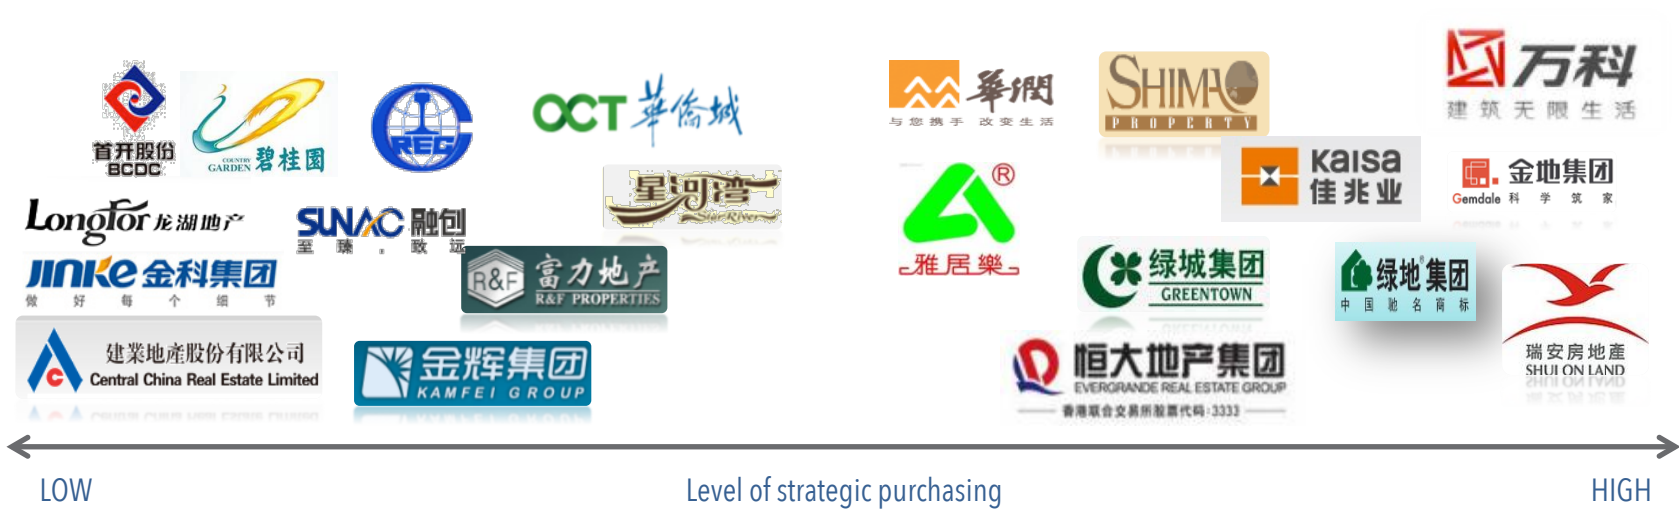 首开股份
BCDC
COUNTRY
GARDEN 碧桂園
REC
OCT 華僑城
華潤
与您携手 改变生活
SHIMAO
PROPERTY
万科
建筑无限生活
LONGFOR 龙湖地产
SUNAC 融创
至臻.致远
星河湾
Star River
®
雅居樂
Kaisa
佳兆业
金地集团
Gemdale 科学筑家
JINKE 金科集团
做好每个细节
R&F 富力地产
R&F PROPERTIES
绿城集团
GREENTOWN
绿地®集团
中国驰名商标
建業地產股份有限公司
Central China Real Estate Limited
金辉集团
KAMFEI GROUP
恒大地产集团
EVERGRANDE REAL ESTATE GROUP
香港联合交易所股票代码:3333
瑞安房地產
SHUI ON LAND
LOW
Level of strategic purchasing
HIGH